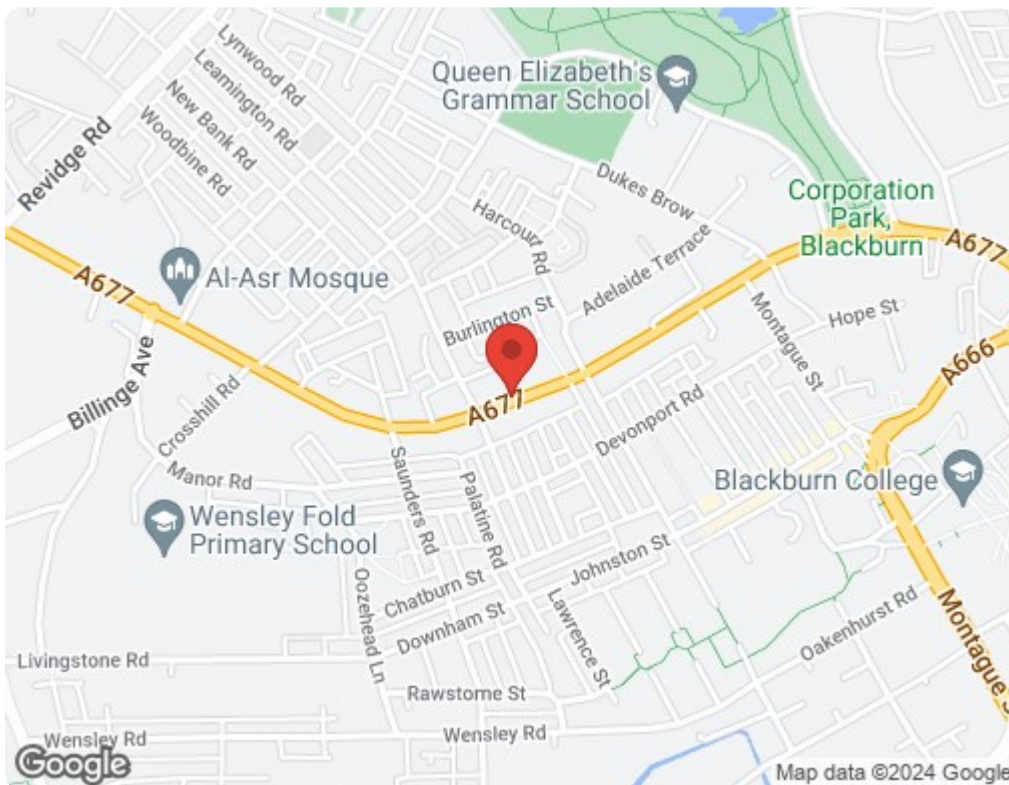 Lynwood Rd
Leamington Rd
New Bank Rd
Woodbine Rd
Revidge Rd
Queen Elizabeth's
Grammar School
Dukes Brow
Harcourt Rd
Corporation
Park,
Blackburn
A677
A677
Al-Asr Mosque
Adelaide Terrace
Burlington St
Hope St
Montague St
A666
Billinge Ave
Crosshill Rd
A677
Devonport Rd
Manor Rd
Saunders Rd
Palatine Rd
Blackburn College
Wensley Fold
Primary School
Johnston St
Chatburn St
Oozehead Ln
Downham St
Lawrence St
Oakenhurst Rd
Montague S
Livingstone Rd
Rawstorne St
Wensley Rd
Wensley Rd
Google
Map data ©2024 Google